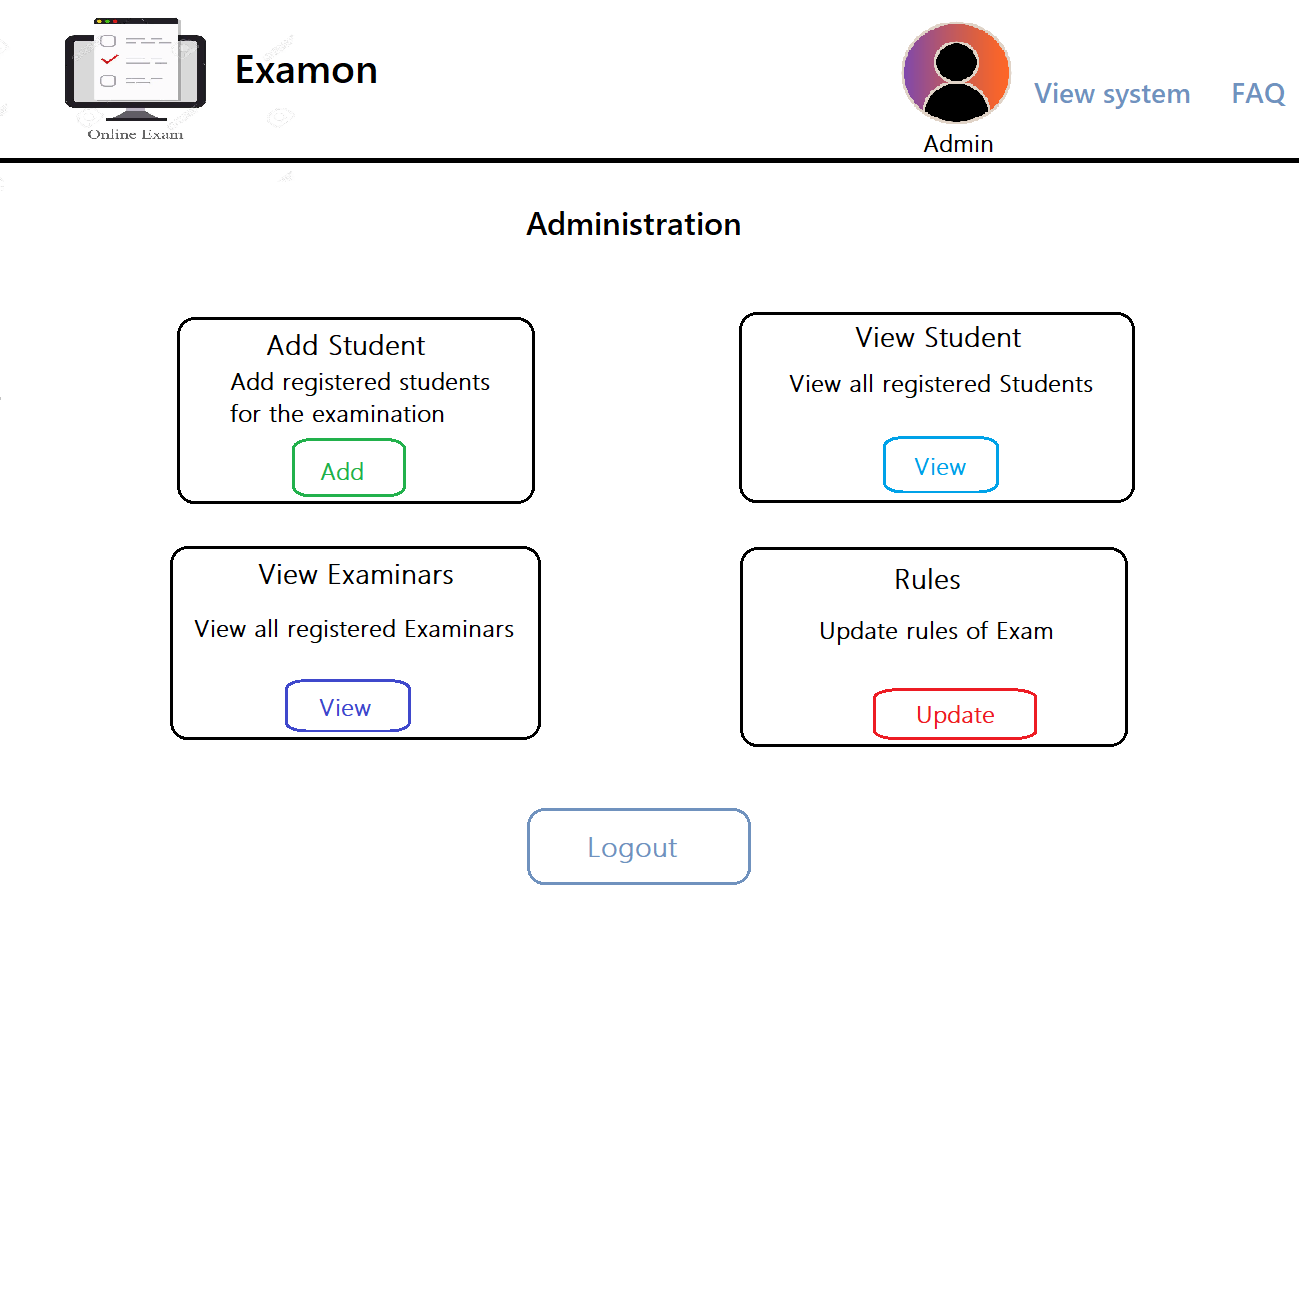 Online Exam
Examon
Admin
View system
FAQ
Administration
Add Student
Add registered students
for the examination
Add
View Student
View all registered Students
View
View Examinars
View all registered Examinars
View
Rules
Update rules of Exam
Update
Logout